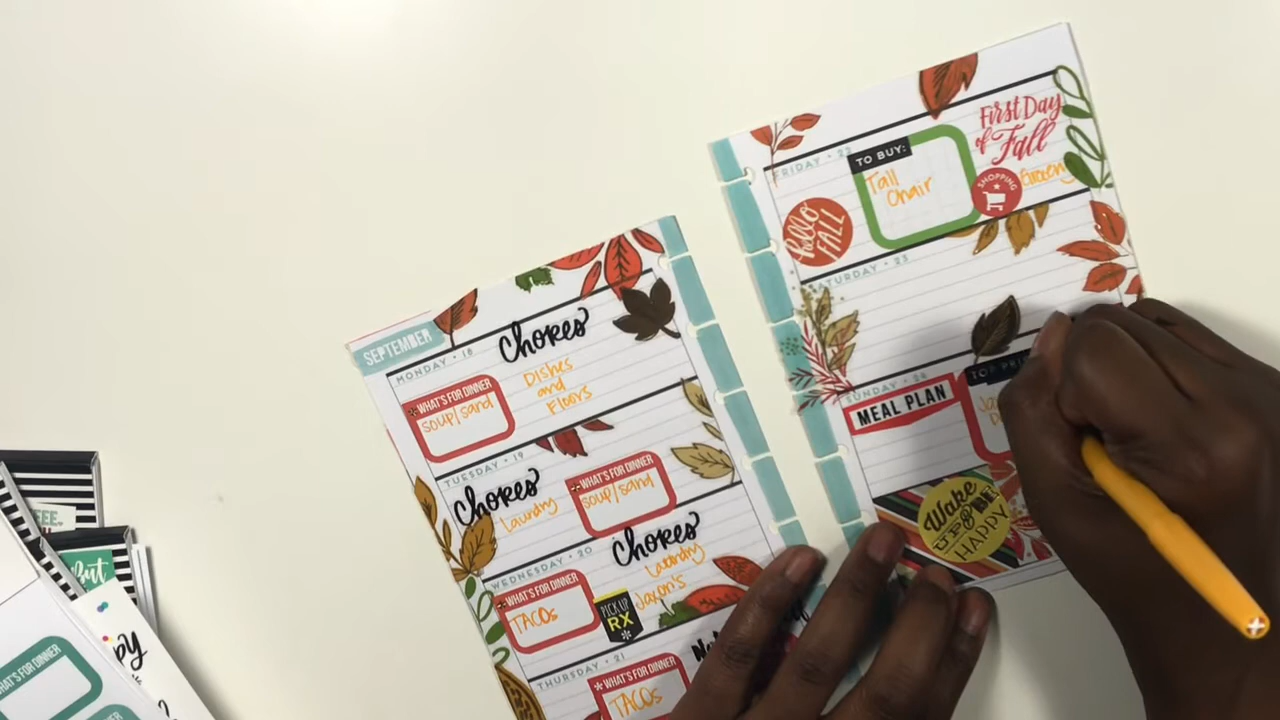 SEPTEMBER
MONDAY • 18
Chores
WHAT'S FOR DINNER
soup/sand
Dishes
and
Floors
TUESDAY • 19
Chores
Laundry
WHAT'S FOR DINNER
soup/sand
WEDNESDAY • 20
Chores
Laundry
Jaxon's
WHAT'S FOR DINNER
TACOs
PICK UP
RX
THURSDAY • 21
WHAT'S FOR DINNER
TACOs
FRIDAY • 22
TO BUY:
Tall
Chair
First Day
of Fall
SHOPPING
hello
FALL
SATURDAY • 23
SUNDAY • 24
MEAL PLAN
TOP
Wake
UP & BE
HAPPY
WHAT'S FOR DINNER